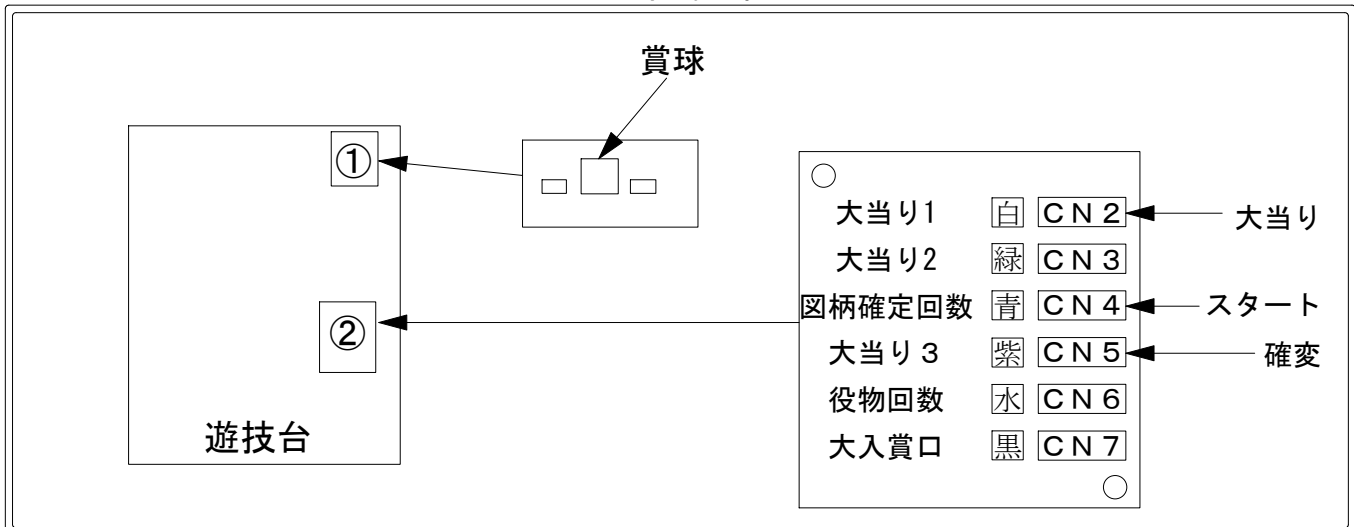 賞球
①
②
遊技台
大当り1 白 CN2 大当り
大当り2 緑 CN3
図柄確定回数 青 CN4 スタート
大当り3 紫 CN5 確変
役物回数 水 CN6
大入賞口 黒 CN7